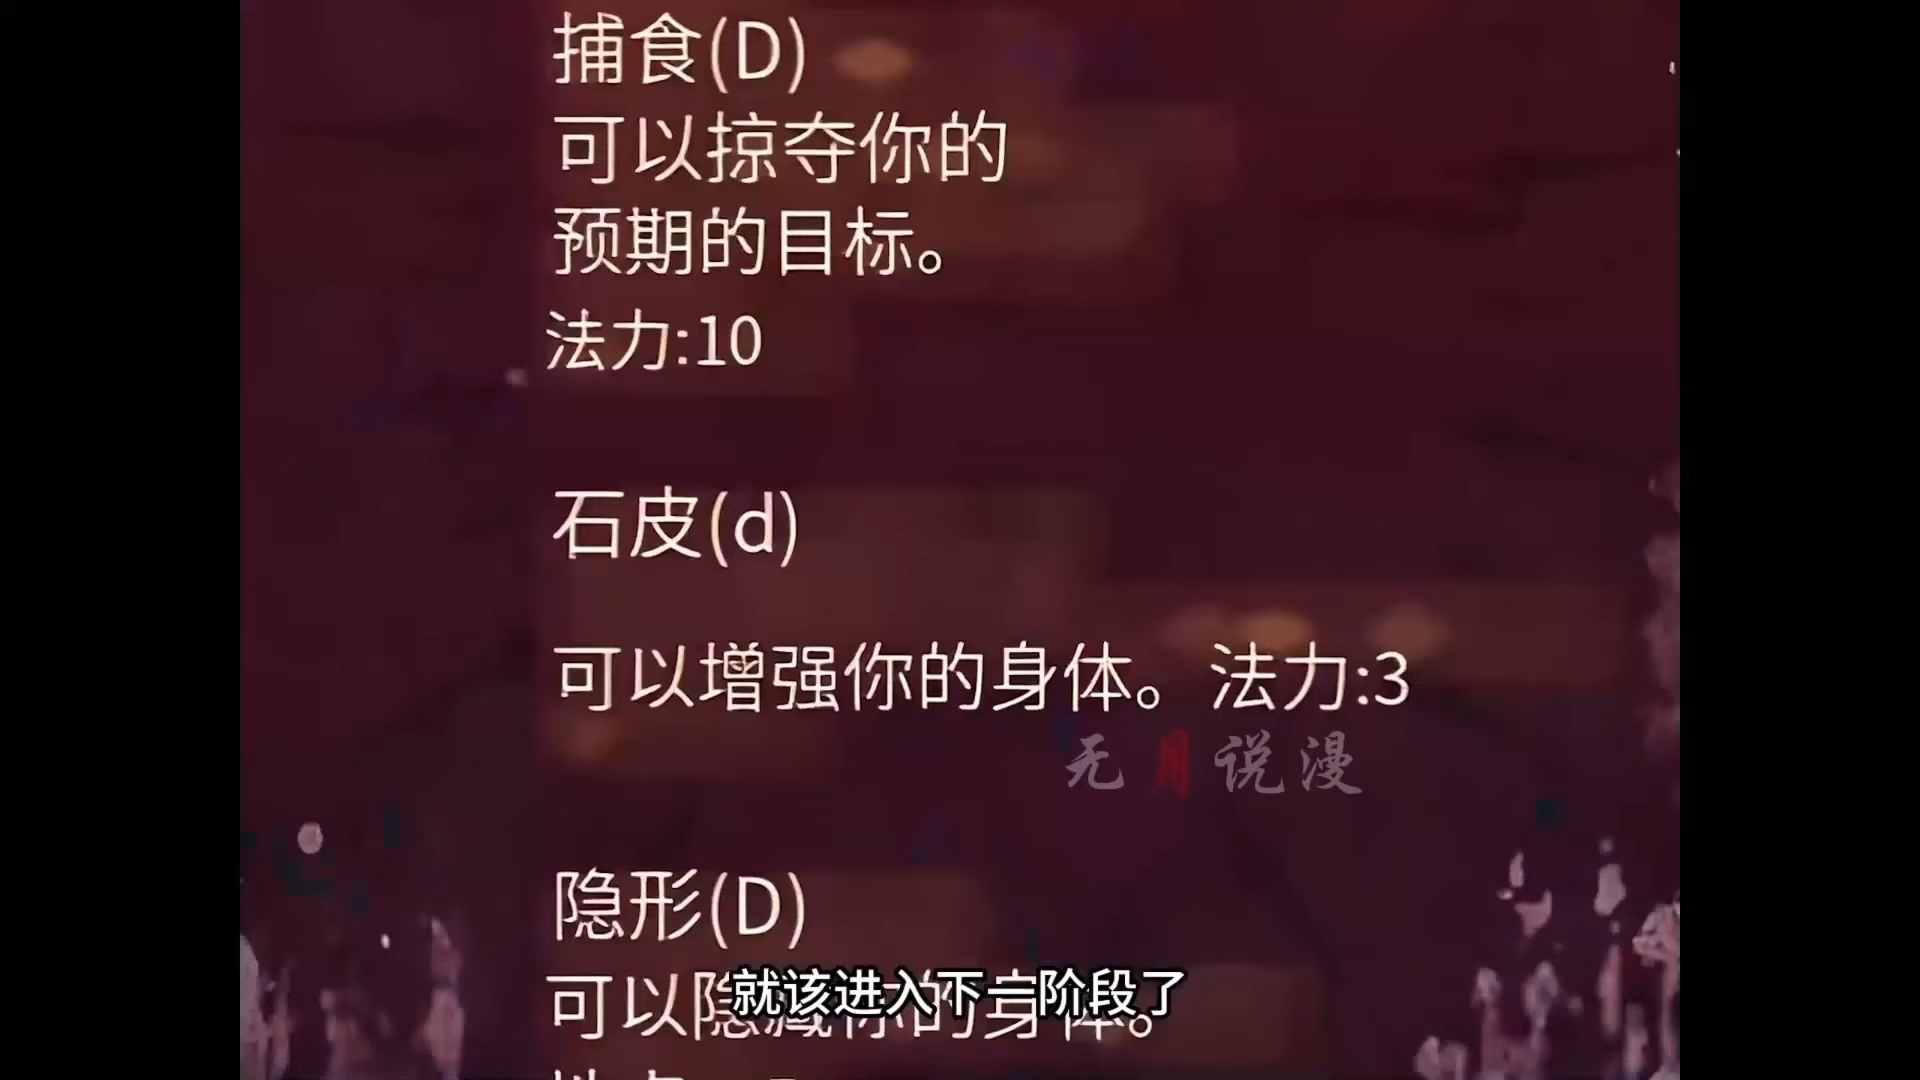 捕食(D)
可以掠夺你的
预期的目标。
法力:10
石皮(d)
可以增强你的身体。法力:3
无月说漫
隐形(D)
可以隐藏你的身体。
就该进入下一阶段了